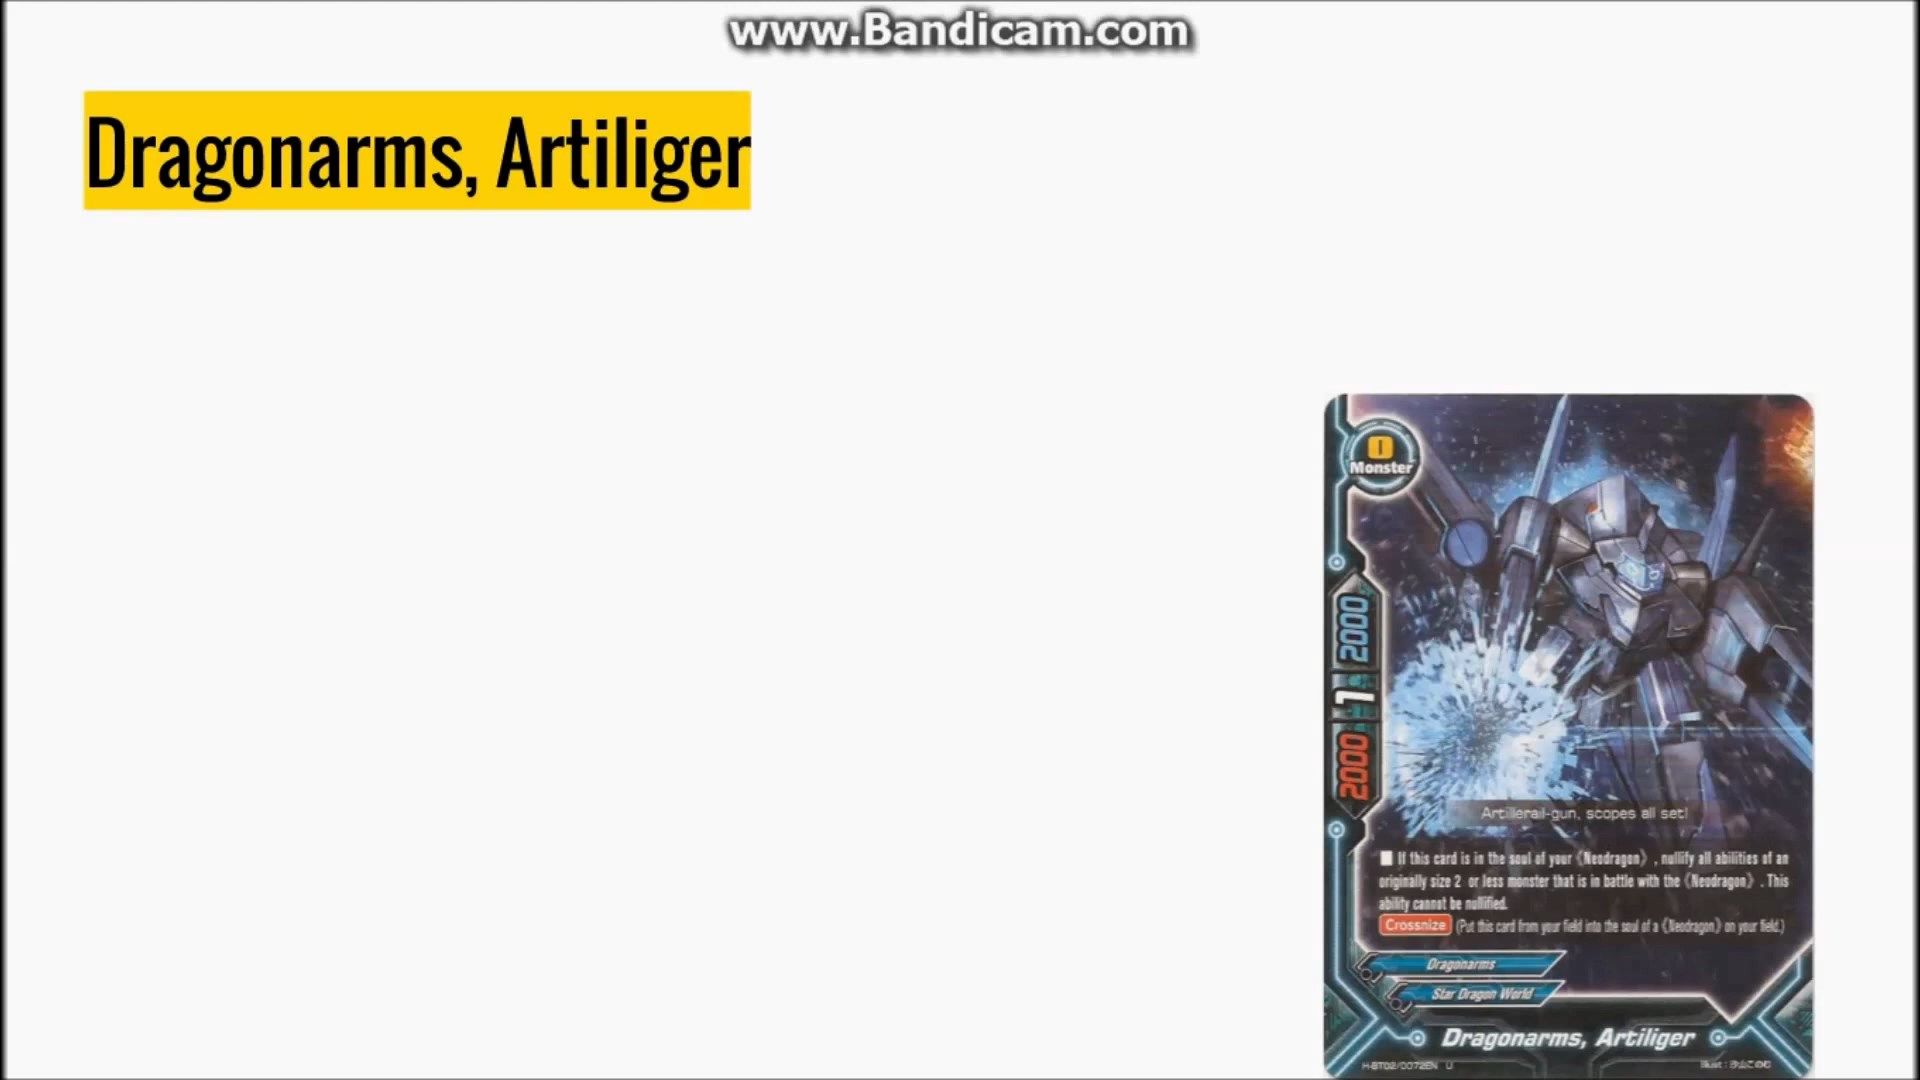 www.Bandicam.com
Dragonarms, Artiliger
0
Monster
2000
1
2000
Artillerail-gun, scopes all set!
■ If this card is in the soul of your 《Neodragon》, nullify all abilities of an
originally size 2 or less monster that is in battle with the 《Neodragon》. This
ability cannot be nullified.
Crossnize (Put this card from your field into the soul of a 《Neodragon》 on your field.)
Dragonarms
Star Dragon World
Dragonarms, Artiliger
H-BT02/0072EN U
Illust: